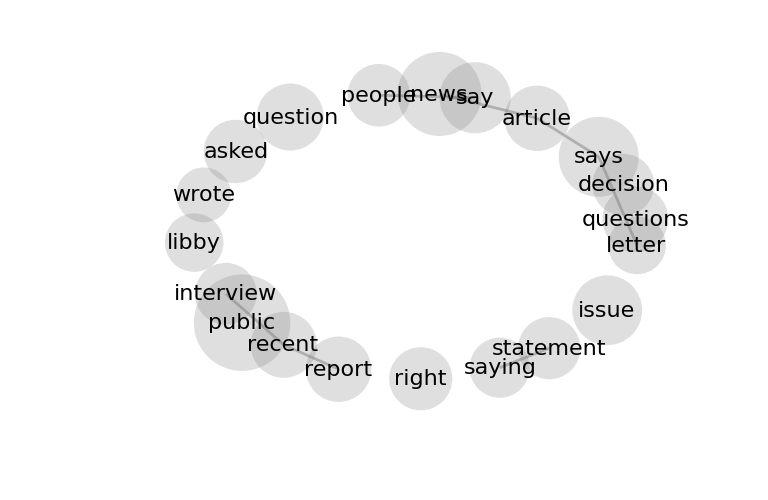 people
news
say
question
article
asked
says
decision
wrote
questions
libby
letter
interview
issue
public
recent
statement
saying
report
right